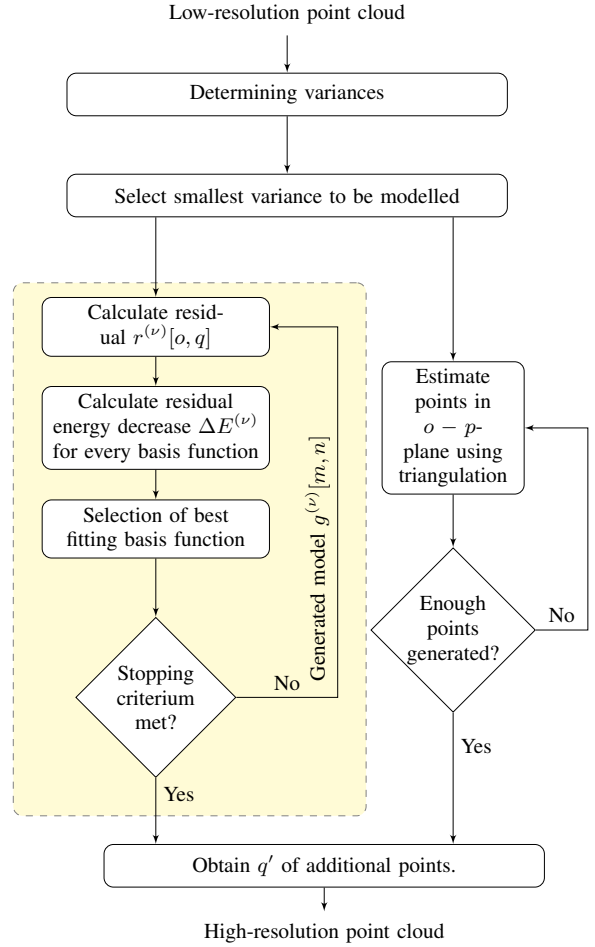 Low-resolution point cloud
Determining variances
Select smallest variance to be modelled
Calculate resid-
ual r^(ν)[o, q]
Calculate residual
energy decrease ΔE^(ν)
for every basis function
Selection of best
fitting basis function
Stopping
criterium
met?
No
Generated model g^(ν)[m, n]
Yes
Estimate
points in
o − p-
plane using
triangulation
Enough
points
generated?
No
Yes
Obtain q′ of additional points.
High-resolution point cloud